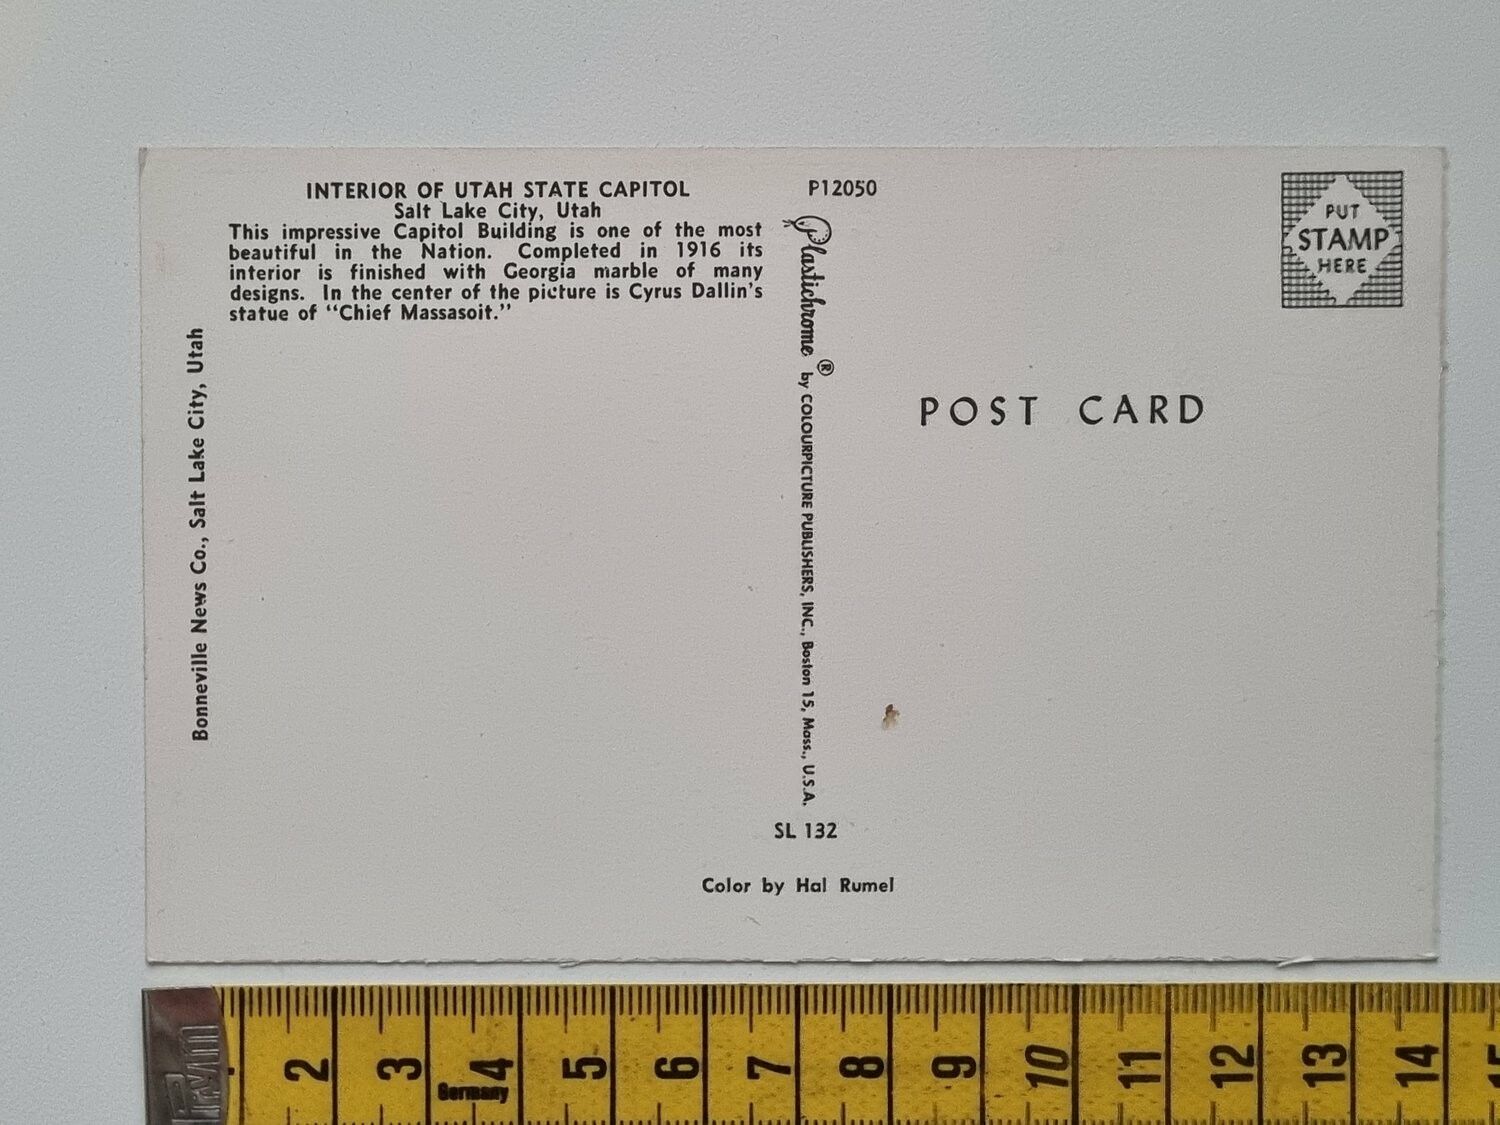 INTERIOR OF UTAH STATE CAPITOL
Salt Lake City, Utah
This impressive Capitol Building is one of the most
beautiful in the Nation. Completed in 1916 its
interior is finished with Georgia marble of many
designs. In the center of the picture is Cyrus Dallin's
statue of “Chief Massasoit.”
Bonneville News Co., Salt Lake City, Utah
P12050
Plastichrome ® by COLOURPICTURE PUBLISHERS, INC., Boston 15, Mass., U.S.A.
SL 132
Color by Hal Rumel
PUT
STAMP
HERE
POST CARD
Prym
2 3 4 5 6 7 8 9 10 11 12 13 14
Germany